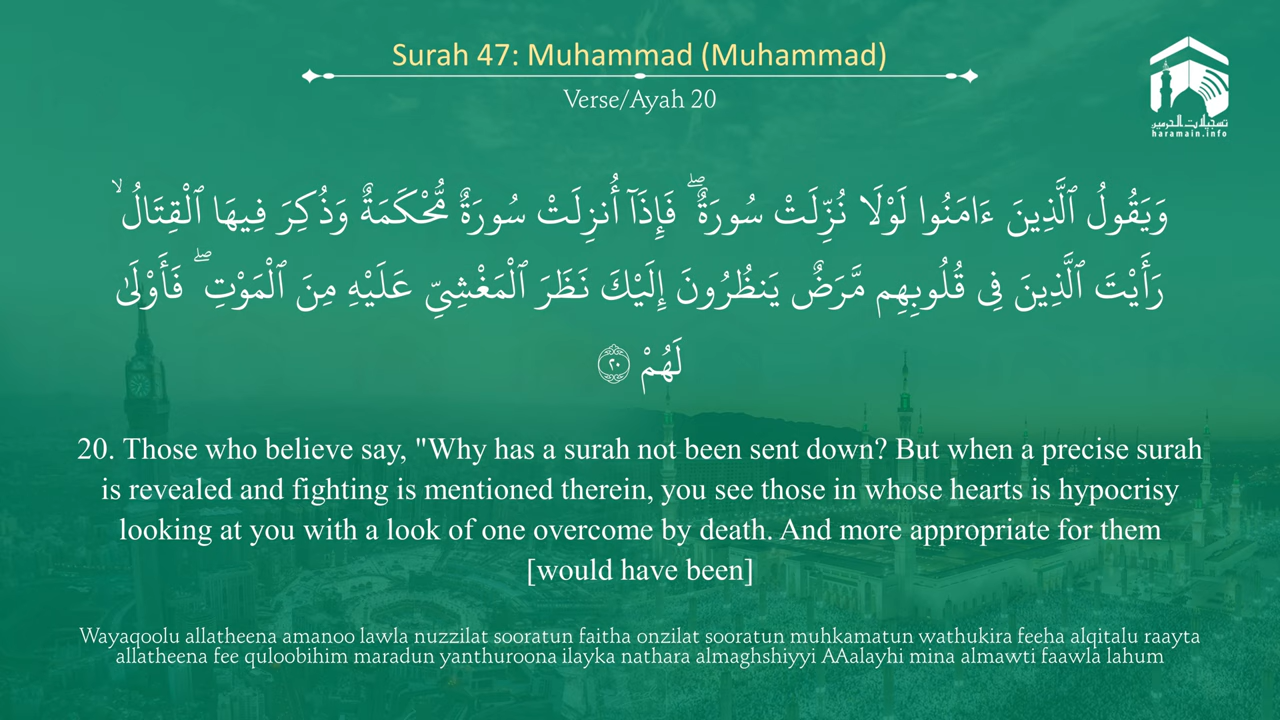 Surah 47: Muhammad (Muhammad)
Verse/Ayah 20
تسجيلات الحرمين
haramain.info
وَيَقُولُ ٱلَّذِينَ ءَامَنُوا لَوْلَا نُزِّلَتْ سُورَةٌ ۖ فَإِذَآ أُنزِلَتْ سُورَةٌ مُّحْكَمَةٌ وَذُكِرَ فِيهَا ٱلْقِتَالُ ۙ
رَأَيْتَ ٱلَّذِينَ فِى قُلُوبِهِم مَّرَضٌ يَنظُرُونَ إِلَيْكَ نَظَرَ ٱلْمَغْشِىِّ عَلَيْهِ مِنَ ٱلْمَوْتِ ۖ فَأَوْلَىٰ
لَهُمْ ۝٢٠
20. Those who believe say, "Why has a surah not been sent down? But when a precise surah
is revealed and fighting is mentioned therein, you see those in whose hearts is hypocrisy
looking at you with a look of one overcome by death. And more appropriate for them
[would have been]
Wayaqoolu allatheena amanoo lawla nuzzilat sooratun faitha onzilat sooratun muhkamatun wathukira feeha alqitalu raayta
allatheena fee quloobihim maradun yanthuroona ilayka nathara almaghshiyyi AAalayhi mina almawti faawla lahum